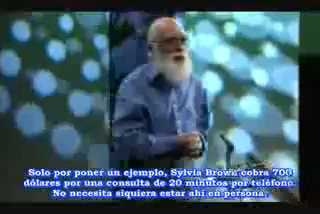 Solo por poner un ejemplo, Sylvia Brown cobra 700
dólares por una consulta de 20 minutos por teléfono.
No necesita siquiera estar ahí en persona,